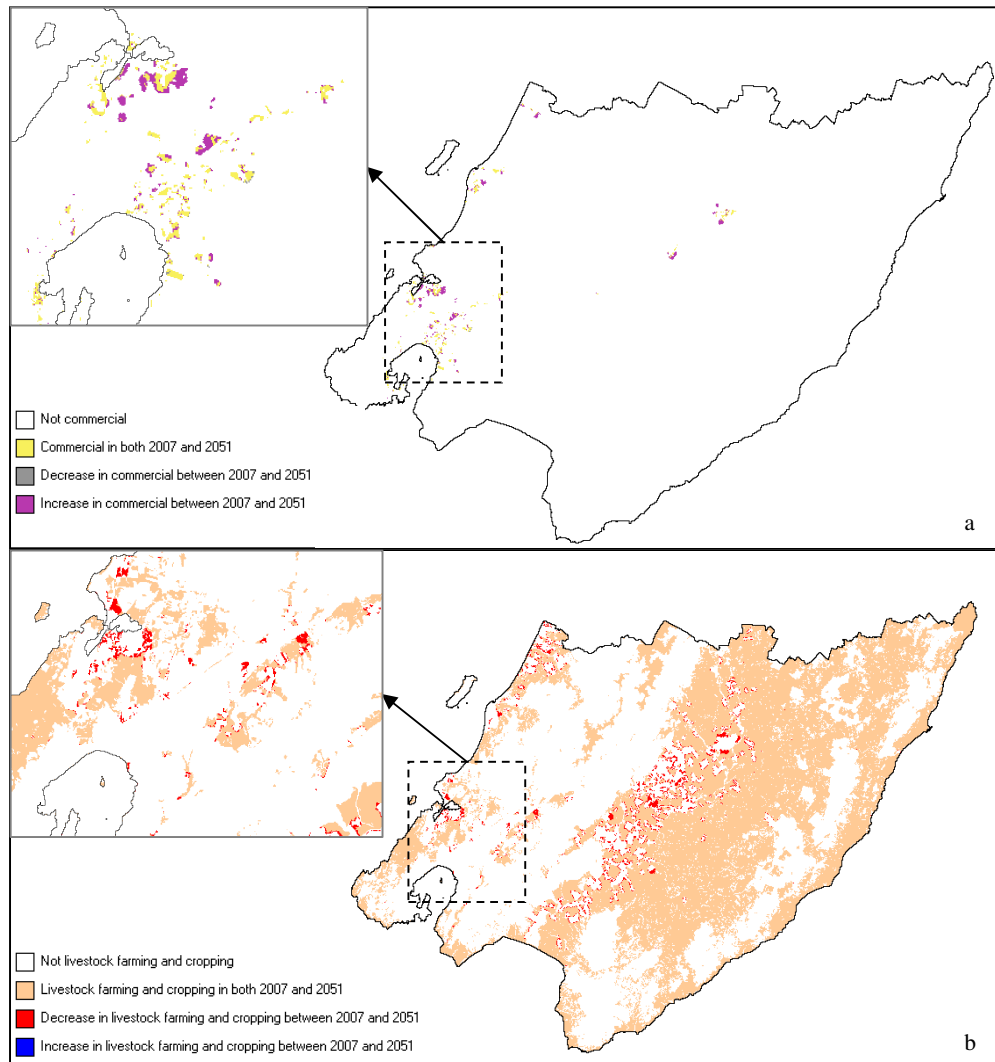 Not commercial
Commercial in both 2007 and 2051
Decrease in commercial between 2007 and 2051
Increase in commercial between 2007 and 2051
a
Not livestock farming and cropping
Livestock farming and cropping in both 2007 and 2051
Decrease in livestock farming and cropping between 2007 and 2051
Increase in livestock farming and cropping between 2007 and 2051
b